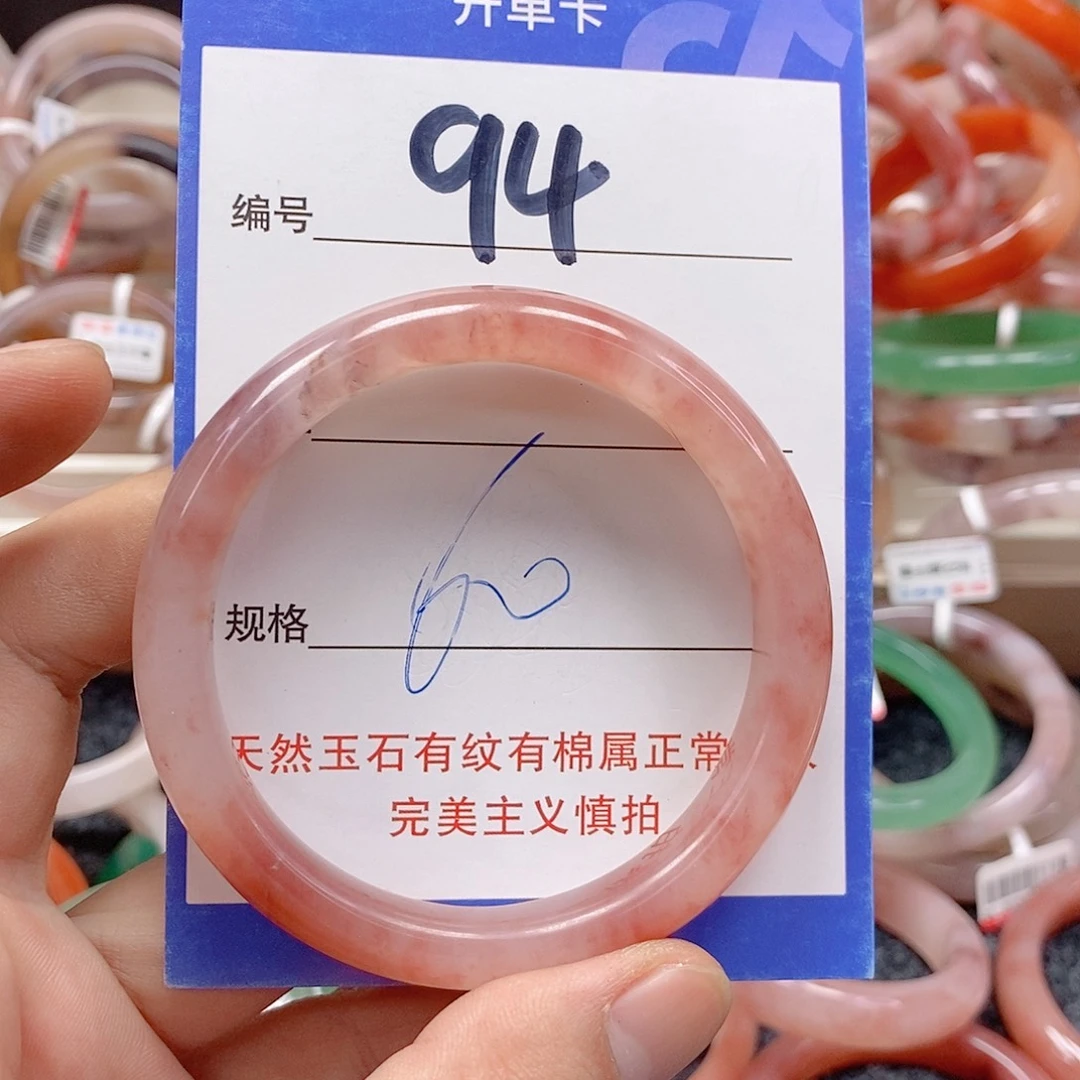 开单卡
编号 94
规格 60
天然玉石有纹有棉属正常
完美主义慎拍